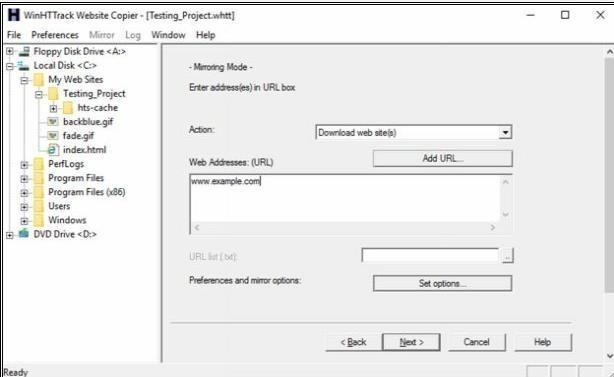 WinHTTrack Website Copier - [Testing_Project.whtt]
File Preferences Mirror Log Window Help
Floppy Disk Drive <A:>
Local Disk <C:>
My Web Sites
Testing_Project
hts-cache
backblue.gif
fade.gif
index.html
PerfLogs
Program Files
Program Files (x86)
Users
Windows
DVD Drive <D:>
- Mirroring Mode -
Enter address(es) in URL box
Action: Download web site(s)
Web Addresses: (URL) Add URL...
www.example.com
URL list (.txt): ..
Preferences and mirror options: Set options...
< Back Next > Cancel Help
Ready